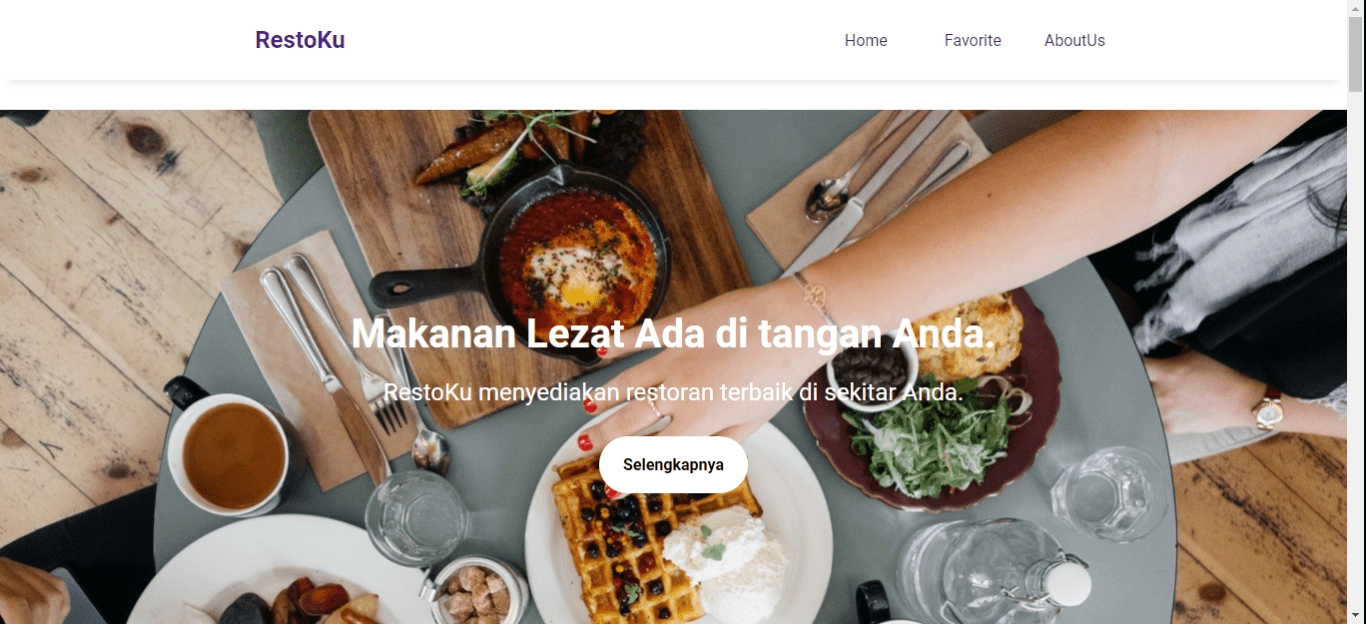 RestoKu
Home Favorite AboutUs
Makanan Lezat Ada di tangan Anda.
RestoKu menyediakan restoran terbaik di sekitar Anda.
Selengkapnya